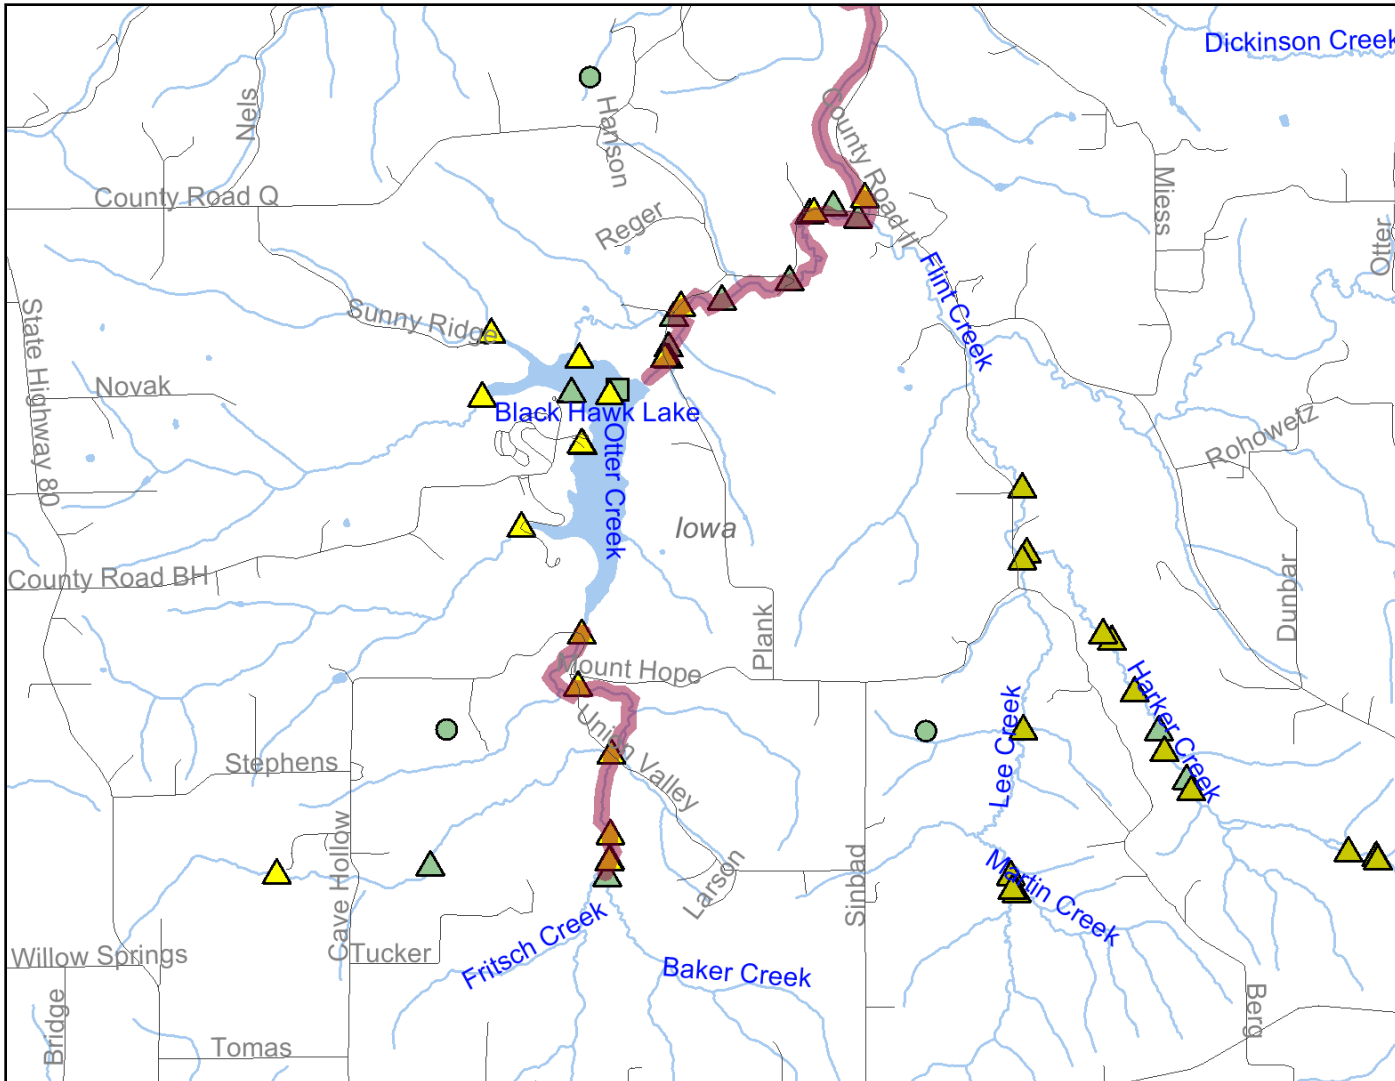 Dickinson Creek
Nels
Hanson
County Road II
County Road Q
Miess
Reger
Otter
Flint Creek
State Highway 80
Sunny Ridge
Novak
Black Hawk Lake
Otter Creek
Rohowetz
Iowa
County Road BH
Dunbar
Plank
Mount Hope
Harker Creek
Lee Creek
Union Valley
Stephens
Cave Hollow
Larson
Sinbad
Martin Creek
Fritsch Creek
Willow Springs
Tucker
Baker Creek
Bridge
Berg
Tomas